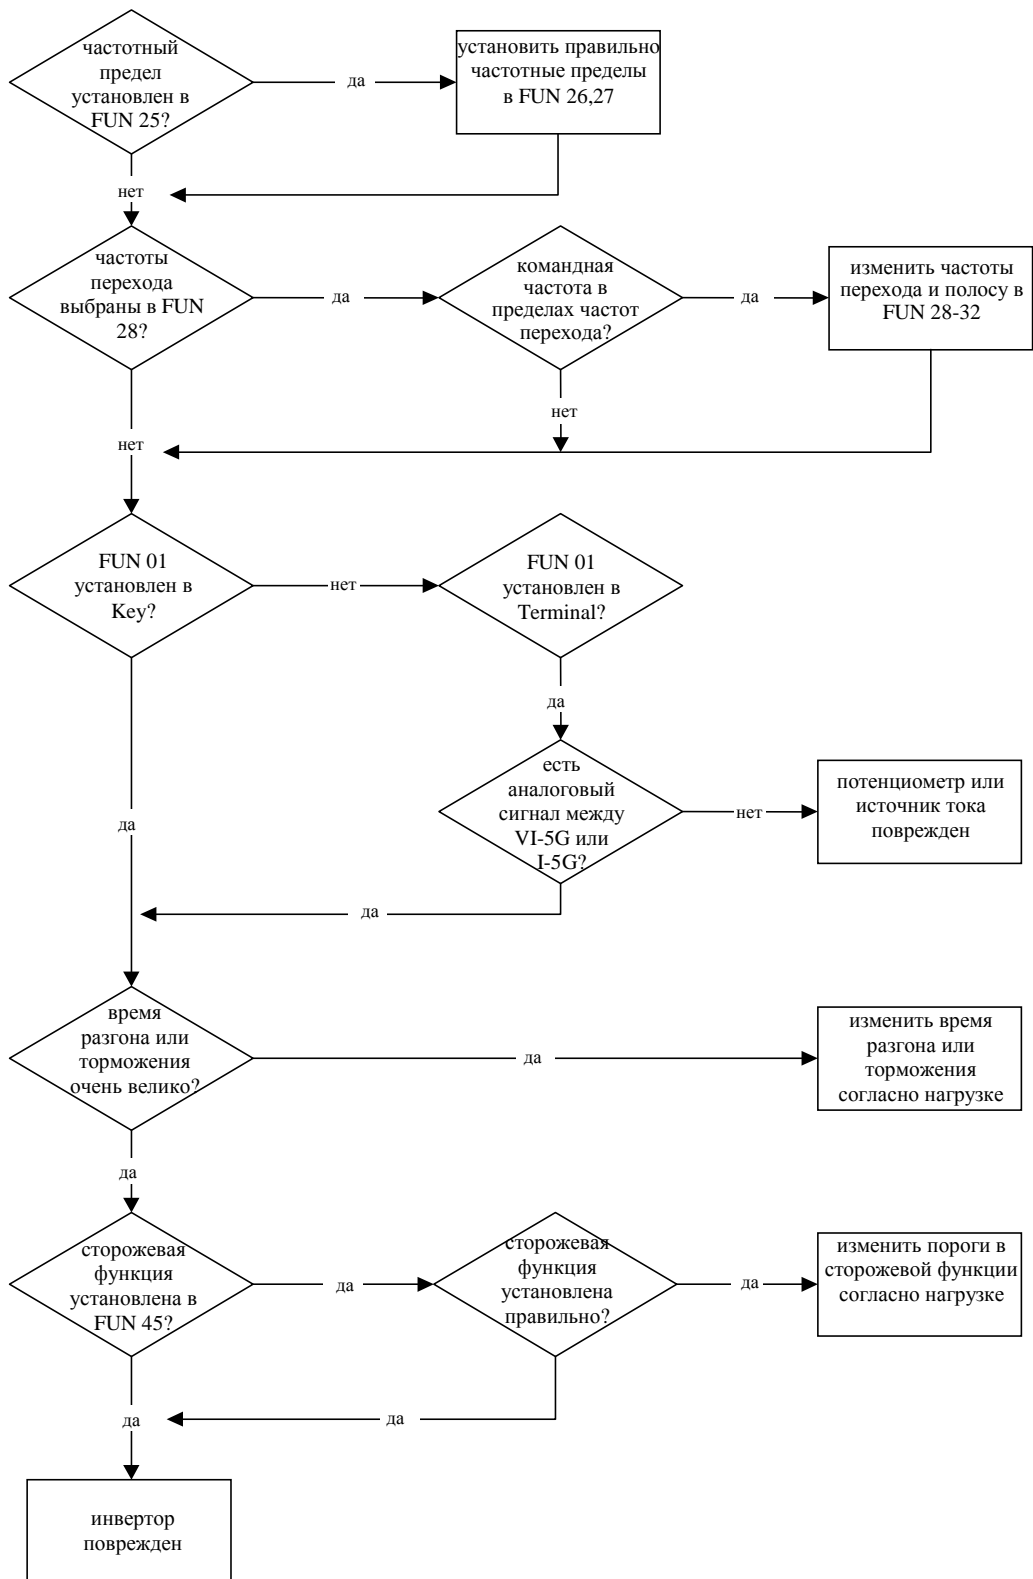 частотный
предел
установлен в
FUN 25?
да
установить правильно
частотные пределы
в FUN 26,27
нет
частоты
перехода
выбраны в FUN
28?
да
командная
частота в
пределах частот
перехода?
да
изменить частоты
перехода и полосу в
FUN 28-32
нет
нет
FUN 01
установлен в
Key?
нет
FUN 01
установлен в
Terminal?
да
да
есть
аналоговый
сигнал между
VI-5G или
I-5G?
нет
потенциометр или
источник тока
поврежден
да
время
разгона или
торможения
очень велико?
да
изменить время
разгона или
торможения
согласно нагрузке
да
сторожевая
функция
установлена в
FUN 45?
да
сторожевая
функция
установлена
правильно?
да
изменить пороги в
сторожевой функции
согласно нагрузке
да
да
инвертор
поврежден